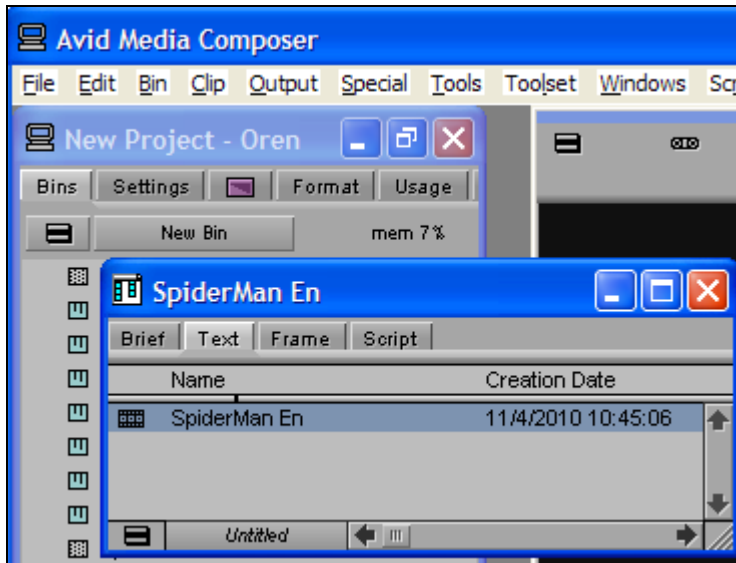 Avid Media Composer
File Edit Bin Clip Output Special Tools Toolset Windows
New Project - Oren
Bins Settings Format Usage
New Bin mem 7%
SpiderMan En
Brief Text Frame Script
Name Creation Date
SpiderMan En 11/4/2010 10:45:06
Untitled